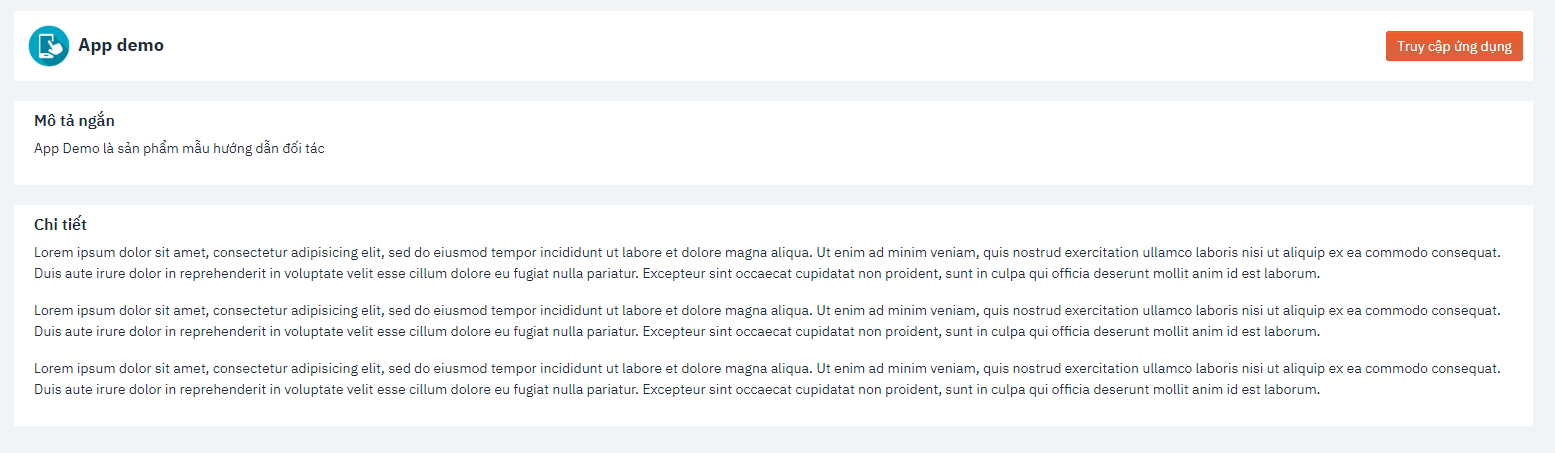 App demo
Truy cập ứng dụng
Mô tả ngắn
App Demo là sản phẩm mẫu hướng dẫn đối tác
Chi tiết
Lorem ipsum dolor sit amet, consectetur adipisicing elit, sed do eiusmod tempor incididunt ut labore et dolore magna aliqua. Ut enim ad minim veniam, quis nostrud exercitation ullamco laboris nisi ut aliquip ex ea commodo consequat.
Duis aute irure dolor in reprehenderit in voluptate velit esse cillum dolore eu fugiat nulla pariatur. Excepteur sint occaecat cupidatat non proident, sunt in culpa qui officia deserunt mollit anim id est laborum.
Lorem ipsum dolor sit amet, consectetur adipisicing elit, sed do eiusmod tempor incididunt ut labore et dolore magna aliqua. Ut enim ad minim veniam, quis nostrud exercitation ullamco laboris nisi ut aliquip ex ea commodo consequat.
Duis aute irure dolor in reprehenderit in voluptate velit esse cillum dolore eu fugiat nulla pariatur. Excepteur sint occaecat cupidatat non proident, sunt in culpa qui officia deserunt mollit anim id est laborum.
Lorem ipsum dolor sit amet, consectetur adipisicing elit, sed do eiusmod tempor incididunt ut labore et dolore magna aliqua. Ut enim ad minim veniam, quis nostrud exercitation ullamco laboris nisi ut aliquip ex ea commodo consequat.
Duis aute irure dolor in reprehenderit in voluptate velit esse cillum dolore eu fugiat nulla pariatur. Excepteur sint occaecat cupidatat non proident, sunt in culpa qui officia deserunt mollit anim id est laborum.